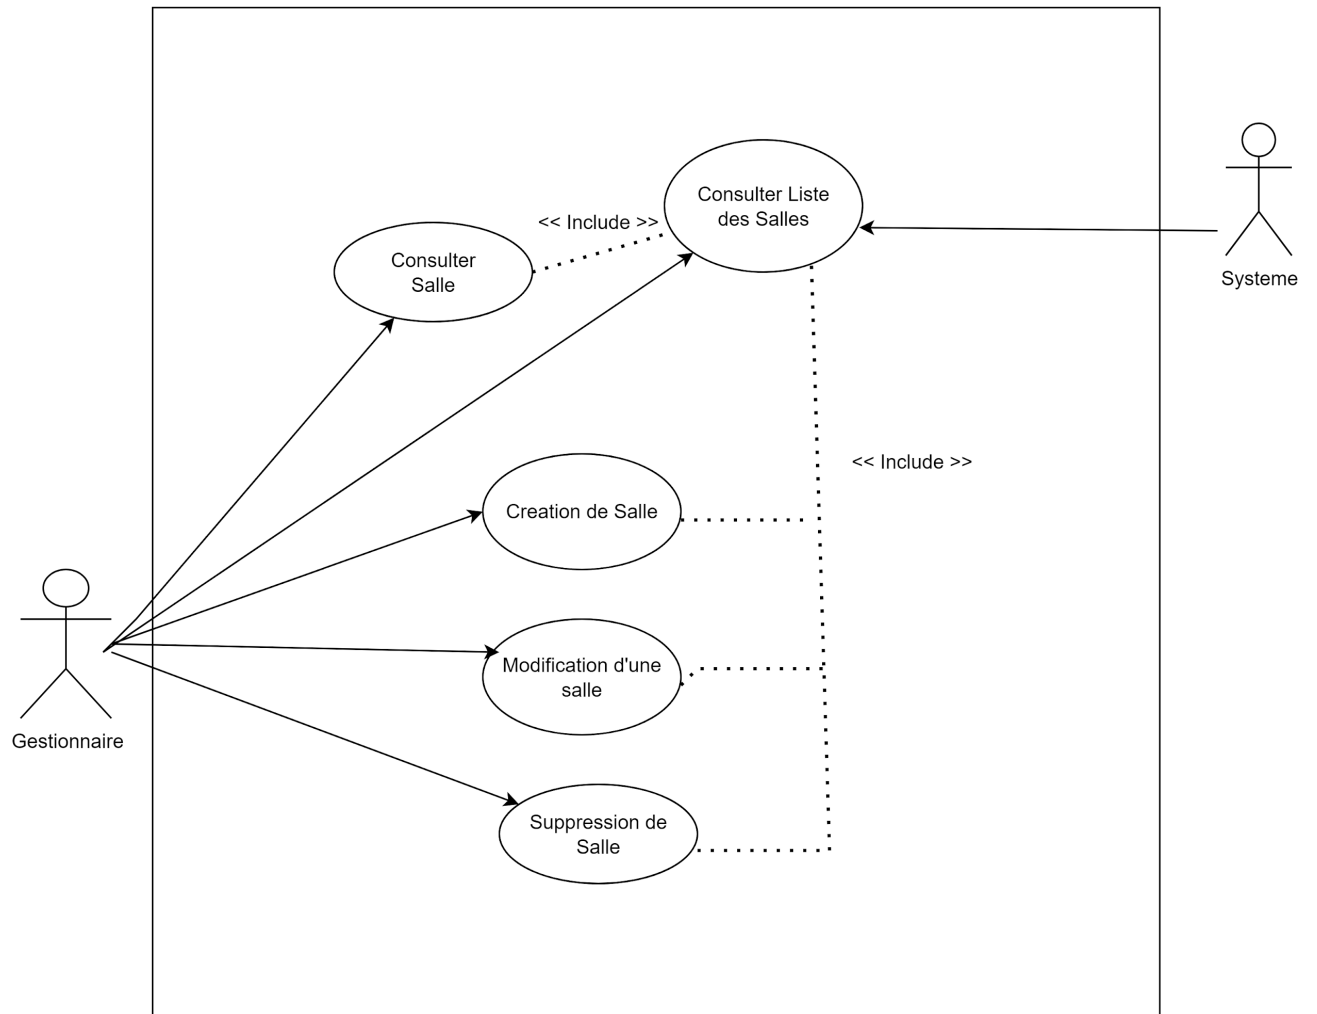 Consulter Liste
des Salles
<< Include >>
Consulter
Salle
Systeme
<< Include >>
Creation de Salle
Modification d'une
salle
Gestionnaire
Suppression de
Salle